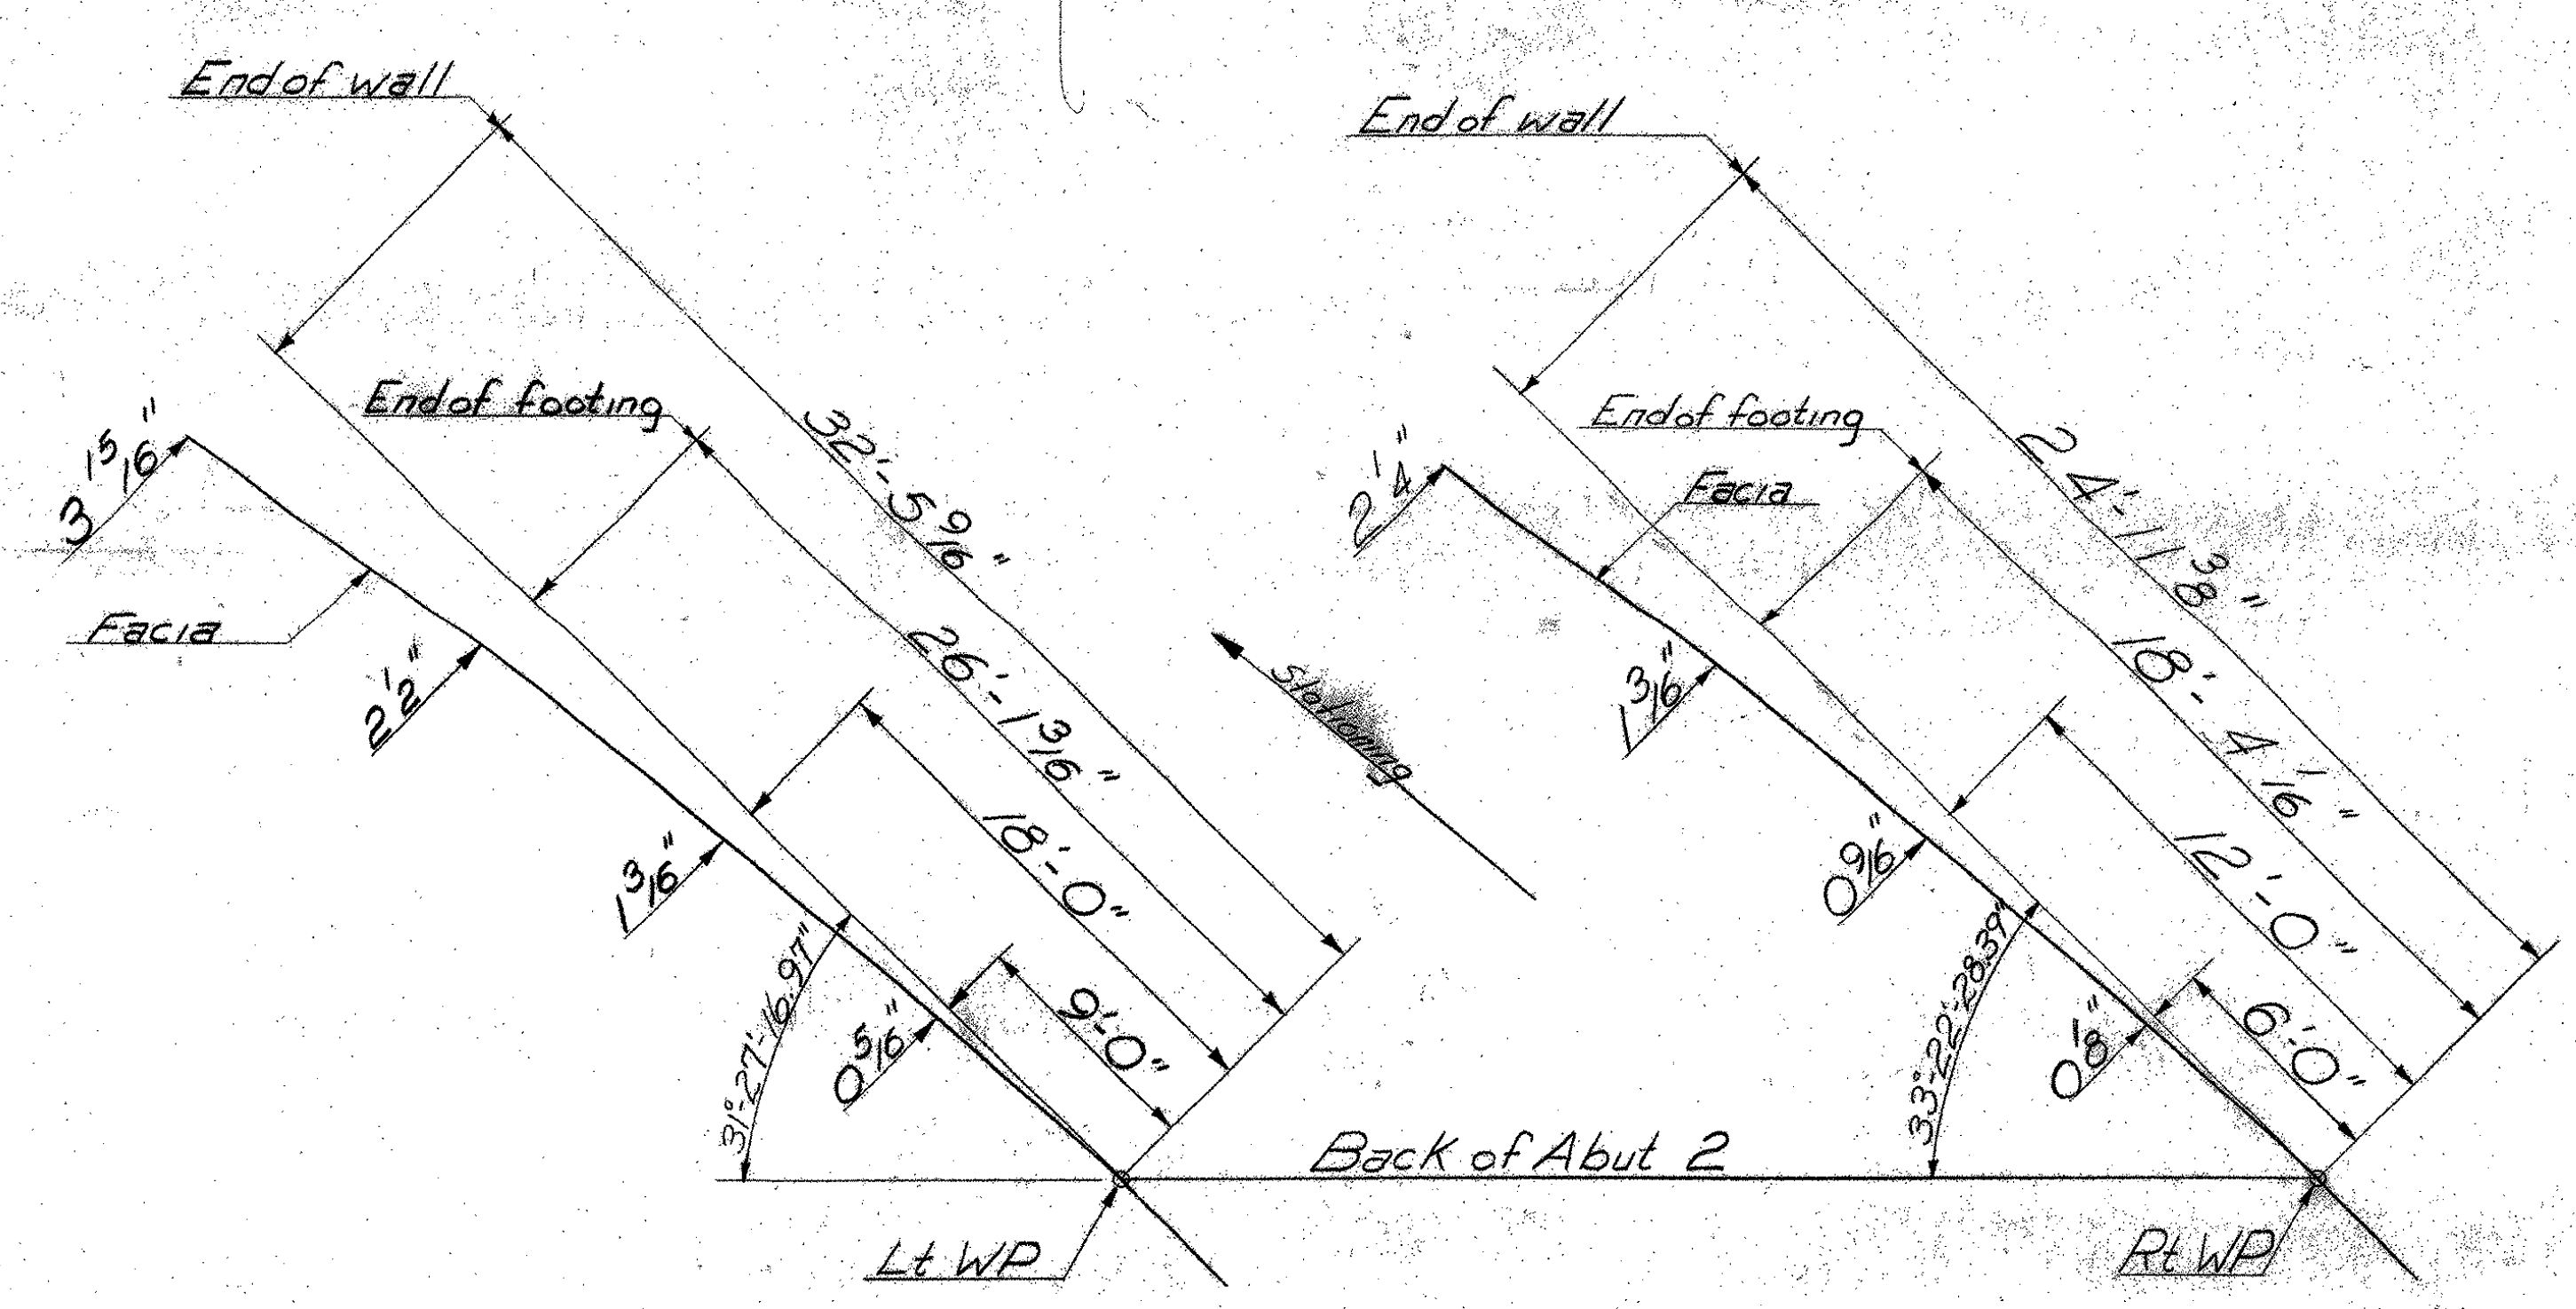 End of wall
End of wall
3 15/16"
End of footing
32'-5 9/16"
2 1/4"
End of footing
Facia
24'-11 3/8"
Facia
2 1/2"
26'-1 3/16"
Stationing
1 3/16"
18'-4 1/16"
1 3/16"
18'-0"
0 9/16"
12'-0"
31°-27'-16.97"
0 5/16"
9'-0"
33°-22'-28.39"
0 1/8"
6'-0"
Back of Abut 2
Lt WP
Rt WP